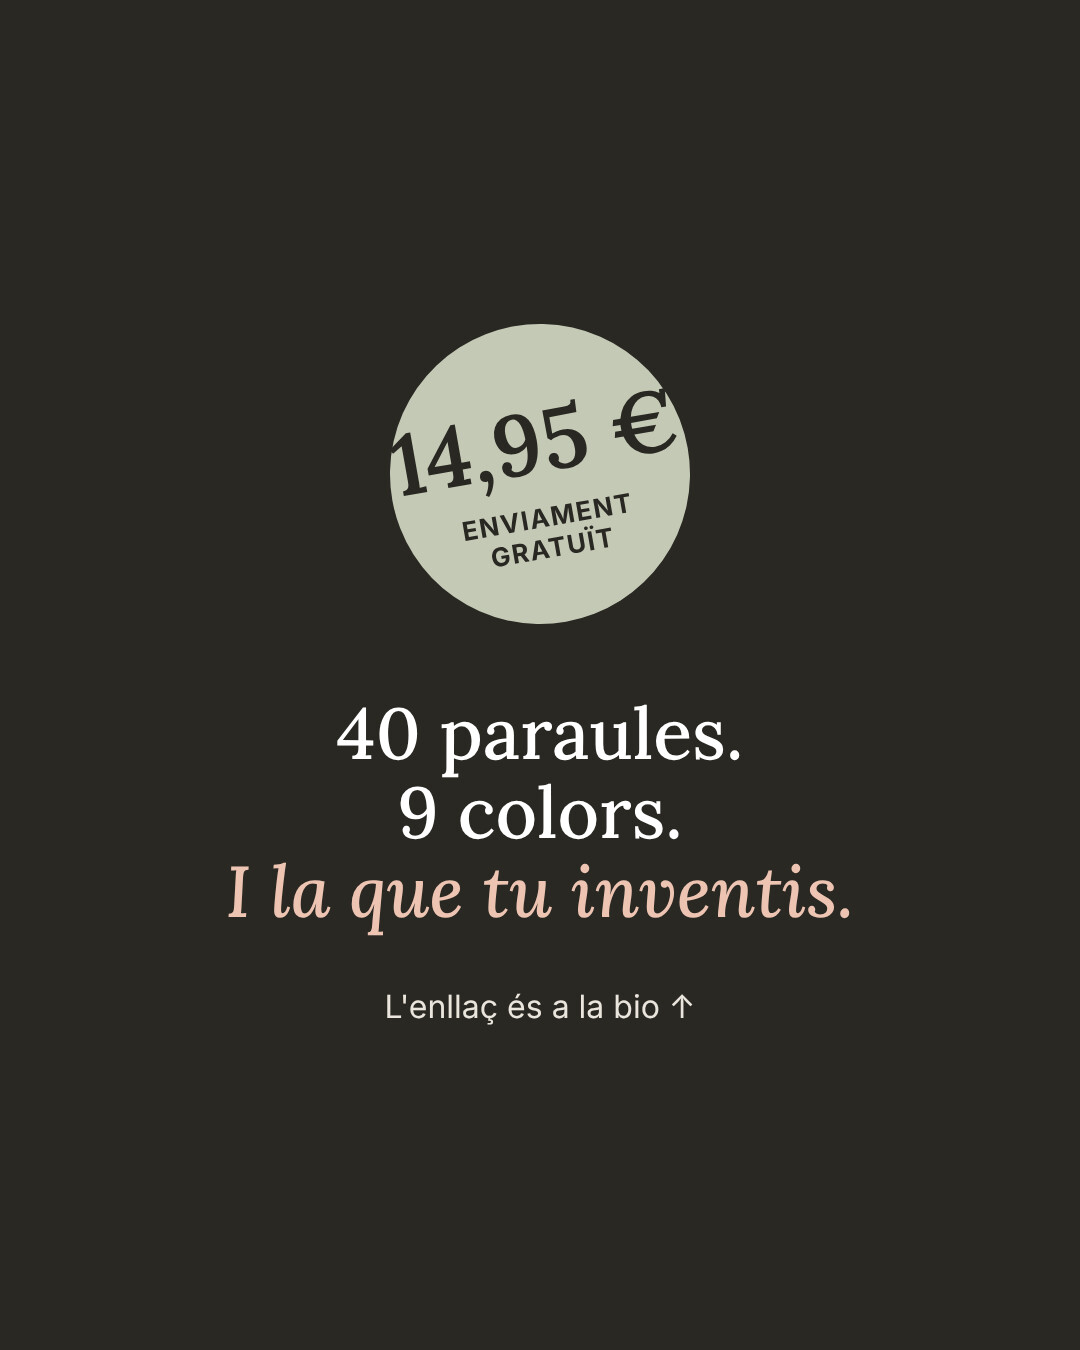 14,95 €
ENVIAMENT
GRATUÏT
40 paraules.
9 colors.
I la que tu inventis.
L'enllaç és a la bio ↑